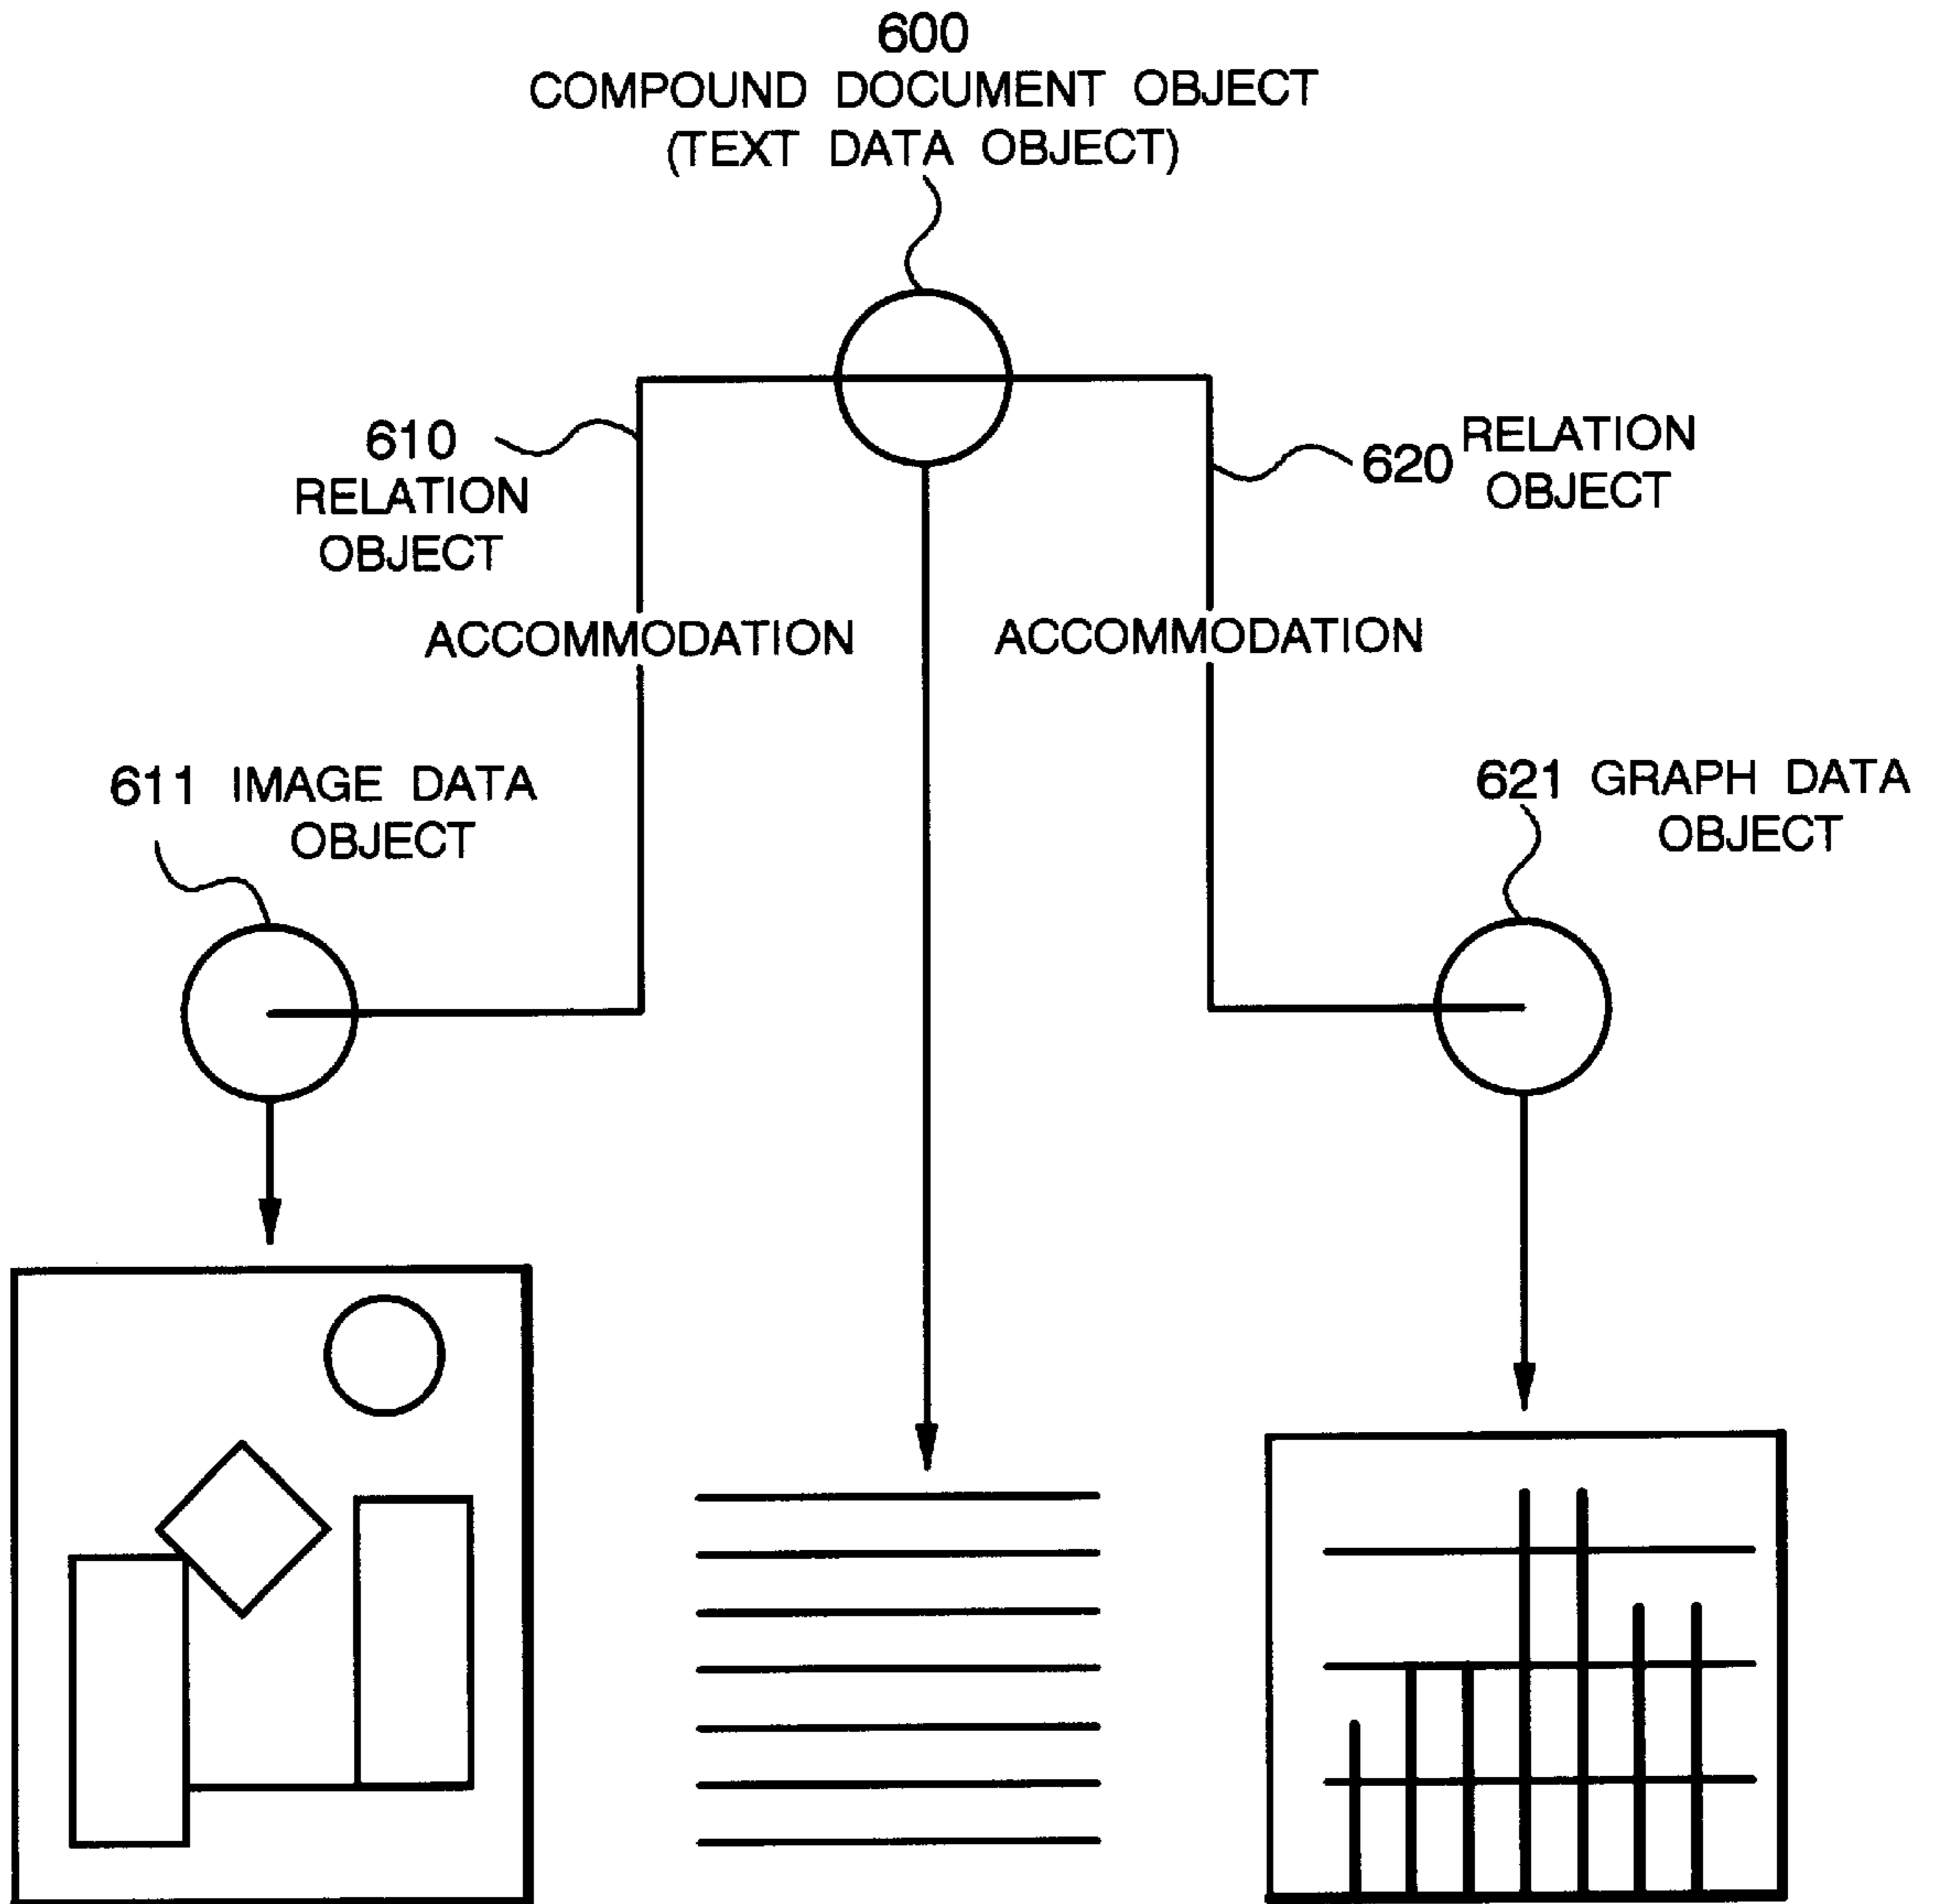 600
COMPOUND DOCUMENT OBJECT
(TEXT DATA OBJECT)
610
RELATION
OBJECT
620 RELATION
OBJECT
ACCOMMODATION
ACCOMMODATION
611 IMAGE DATA
OBJECT
621 GRAPH DATA
OBJECT